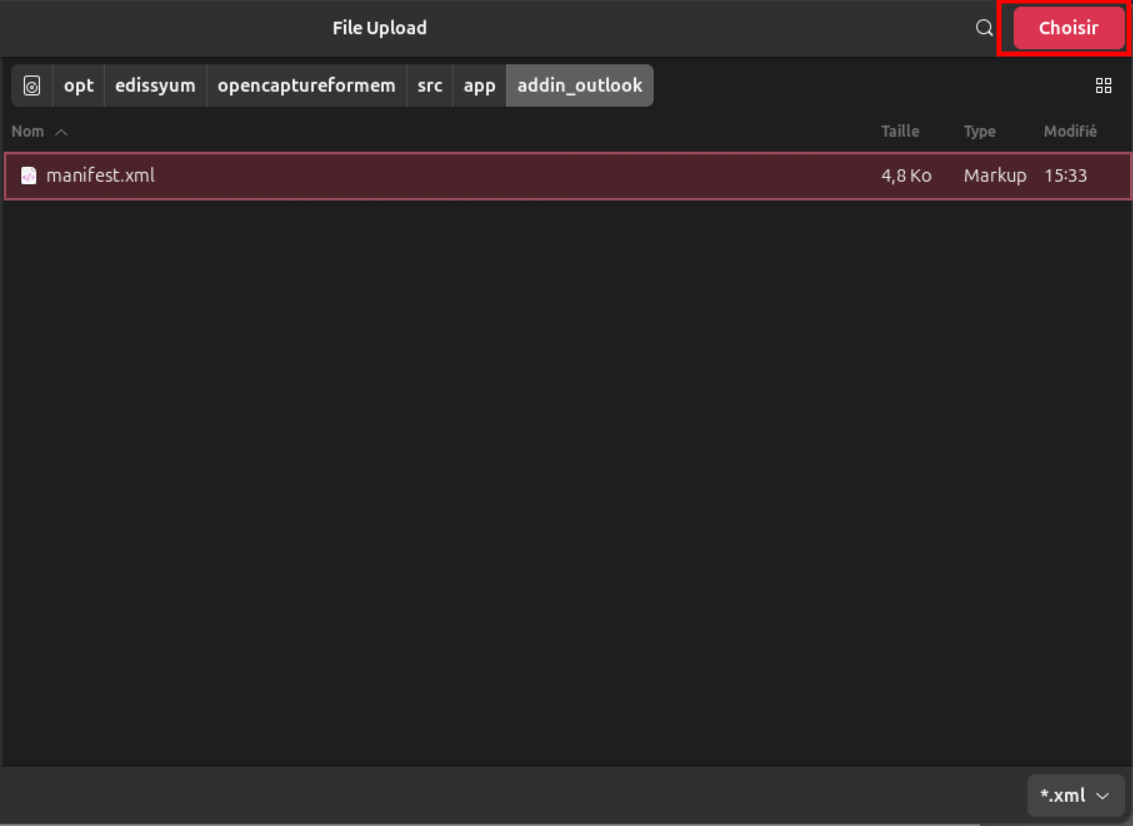 File Upload Choisir
opt edissyum opencaptureformem src app addin_outlook
Nom Taille Type Modifié
manifest.xml 4,8 Ko Markup 15:33
*.xml